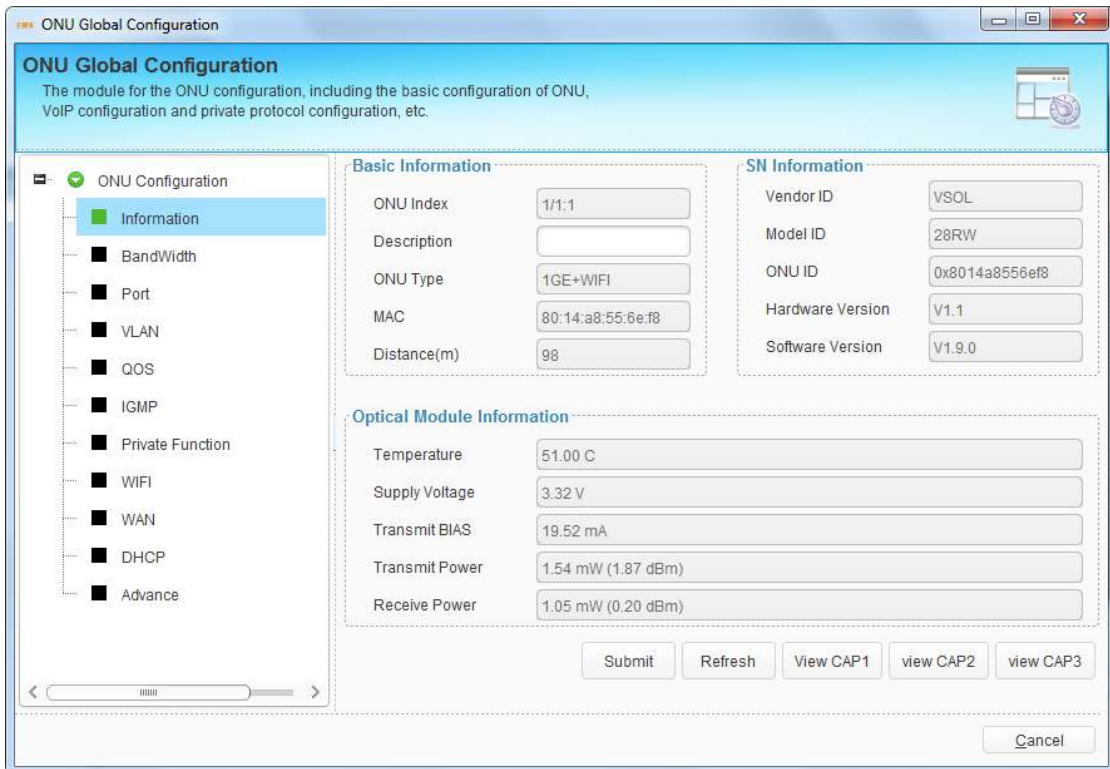 EMS ONU Global Configuration
ONU Global Configuration
The module for the ONU configuration, including the basic configuration of ONU,
VoIP configuration and private protocol configuration, etc.
ONU Configuration
Information
BandWidth
Port
VLAN
QOS
IGMP
Private Function
WIFI
WAN
DHCP
Advance
Basic Information
ONU Index 1/1:1
Description
ONU Type 1GE+WIFI
MAC 80:14:a8:55:6e:f8
Distance(m) 98
SN Information
Vendor ID VSOL
Model ID 28RW
ONU ID 0x8014a8556ef8
Hardware Version V1.1
Software Version V1.9.0
Optical Module Information
Temperature 51.00 C
Supply Voltage 3.32 V
Transmit BIAS 19.52 mA
Transmit Power 1.54 mW (1.87 dBm)
Receive Power 1.05 mW (0.20 dBm)
Submit Refresh View CAP1 view CAP2 view CAP3
Cancel